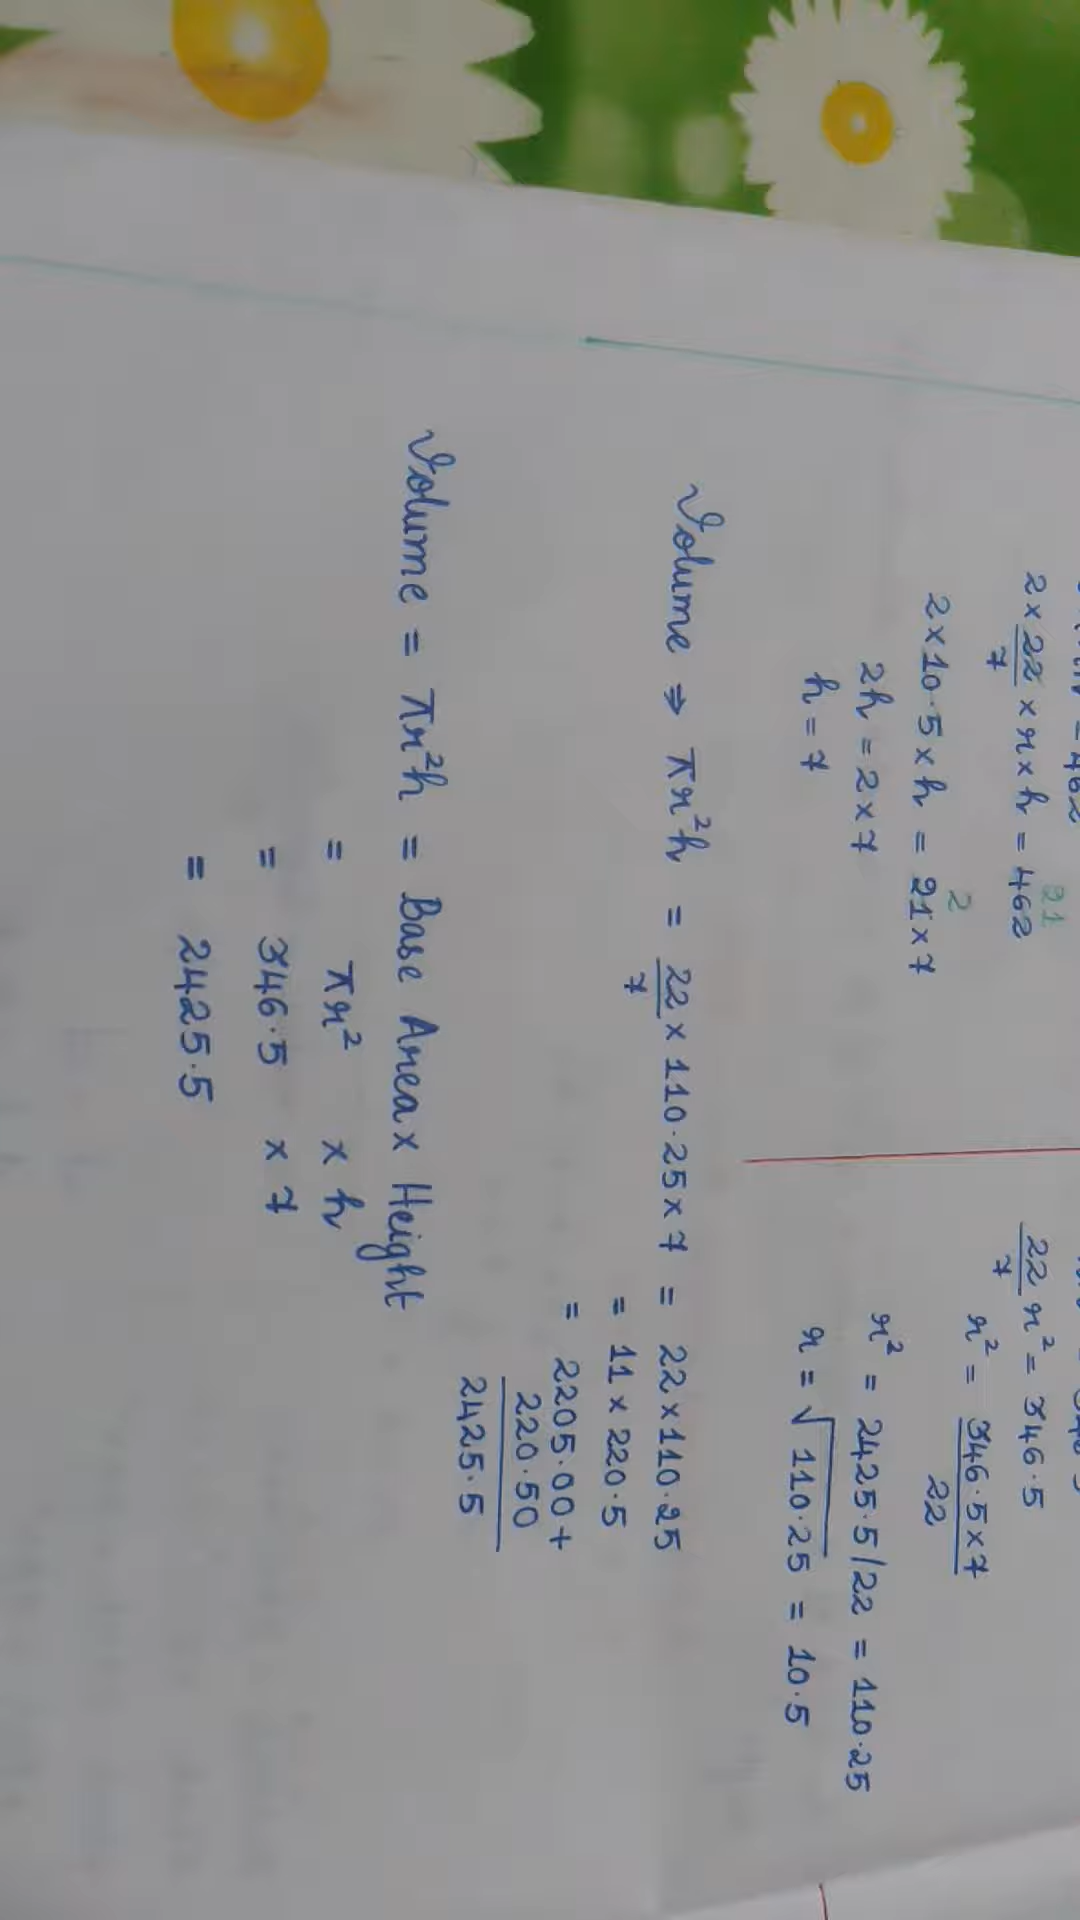 = 462
2 × 22/7 × r × h = 462 21
2 × 10.5 × h = 21 × 7 2
2h = 2 × 7
h = 7
22/7 r² = 346.5
r² = 346.5 × 7 / 22
r² = 2425.5/22 = 110.25
r = √110.25 = 10.5
Volume ⇒ πr²h = 22/7 × 110.25 × 7 = 22 × 110.25
= 11 × 220.5
= 2205.00 +
220.50
2425.5
Volume = πr²h = Base Area × Height
= πr² × h
= 346.5 × 7
= 2425.5